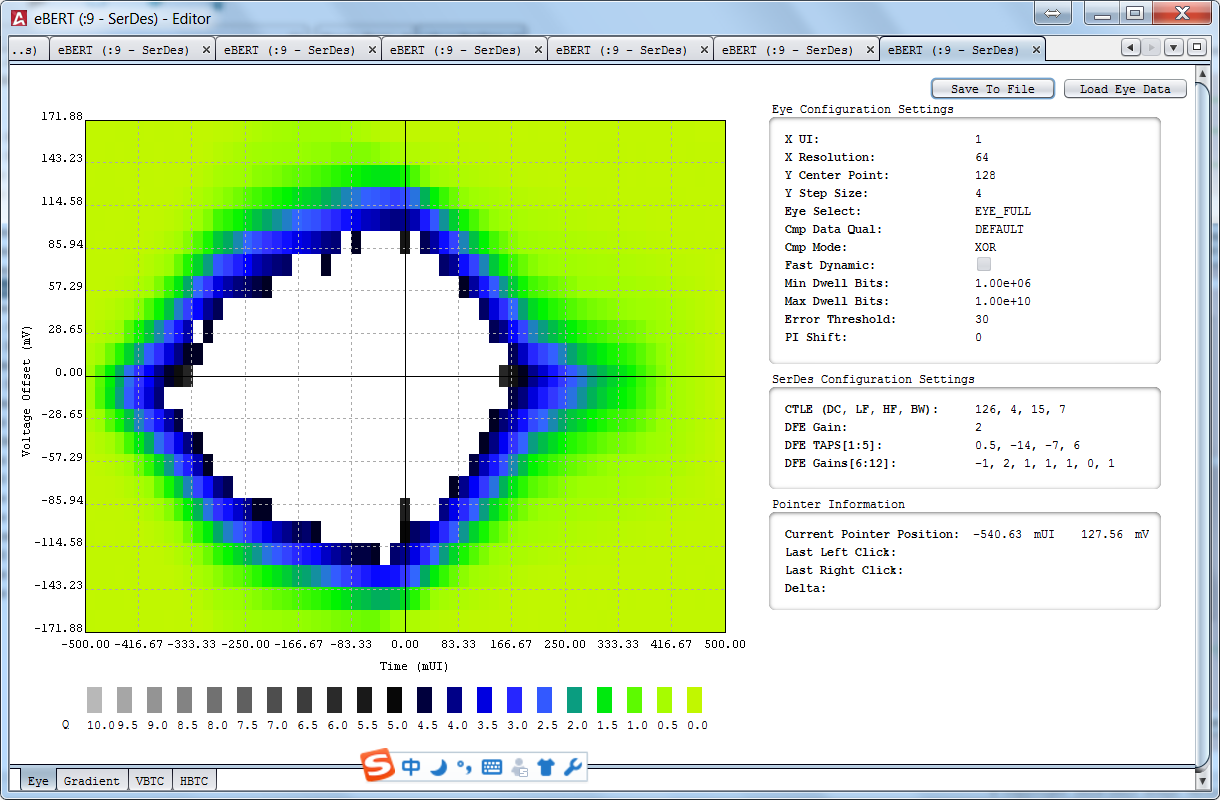 eBERT (:9 - SerDes) - Editor
..s) eBERT (:9 - SerDes) eBERT (:9 - SerDes) eBERT (:9 - SerDes) eBERT (:9 - SerDes) eBERT (:9 - SerDes) eBERT (:9 - SerDes)
Save To File Load Eye Data
Eye Configuration Settings
X UI: 1
X Resolution: 64
Y Center Point: 128
Y Step Size: 4
Eye Select: EYE_FULL
Cmp Data Qual: DEFAULT
Cmp Mode: XOR
Fast Dynamic:
Min Dwell Bits: 1.00e+06
Max Dwell Bits: 1.00e+10
Error Threshold: 30
PI Shift: 0
SerDes Configuration Settings
CTLE (DC, LF, HF, BW): 126, 4, 15, 7
DFE Gain: 2
DFE TAPS[1:5]: 0.5, -14, -7, 6
DFE Gains[6:12]: -1, 2, 1, 1, 1, 0, 1
Pointer Information
Current Pointer Position: -540.63 mUI 127.56 mV
Last Left Click:
Last Right Click:
Delta:
171.88
143.23
114.58
85.94
57.29
28.65
0.00
-28.65
-57.29
-85.94
-114.58
-143.23
-171.88
Voltage Offset (mV)
-500.00 -416.67 -333.33 -250.00 -166.67 -83.33 0.00 83.33 166.67 250.00 333.33 416.67 500.00
Time (mUI)
Q 10.0 9.5 9.0 8.5 8.0 7.5 7.0 6.5 6.0 5.5 5.0 4.5 4.0 3.5 3.0 2.5 2.0 1.5 1.0 0.5 0.0
中
Eye Gradient VBTC HBTC